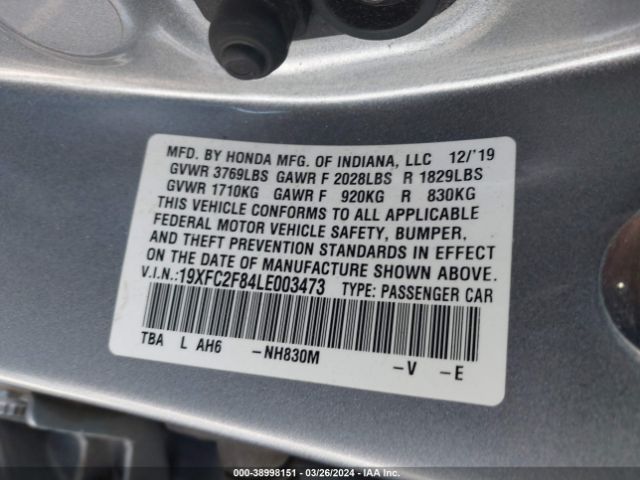 MFD. BY HONDA MFG. OF INDIANA, LLC 12/'19
GVWR 3769LBS GAWR F 2028LBS R 1829LBS
GVWR 1710KG GAWR F 920KG R 830KG
THIS VEHICLE CONFORMS TO ALL APPLICABLE
FEDERAL MOTOR VEHICLE SAFETY, BUMPER,
AND THEFT PREVENTION STANDARDS IN EFFECT
ON THE DATE OF MANUFACTURE SHOWN ABOVE.
V.I.N.:19XFC2F84LE003473 TYPE: PASSENGER CAR
TBA L AH6 -NH830M -V -E
000-38998151 | 03/26/2024 | IAAI.COM